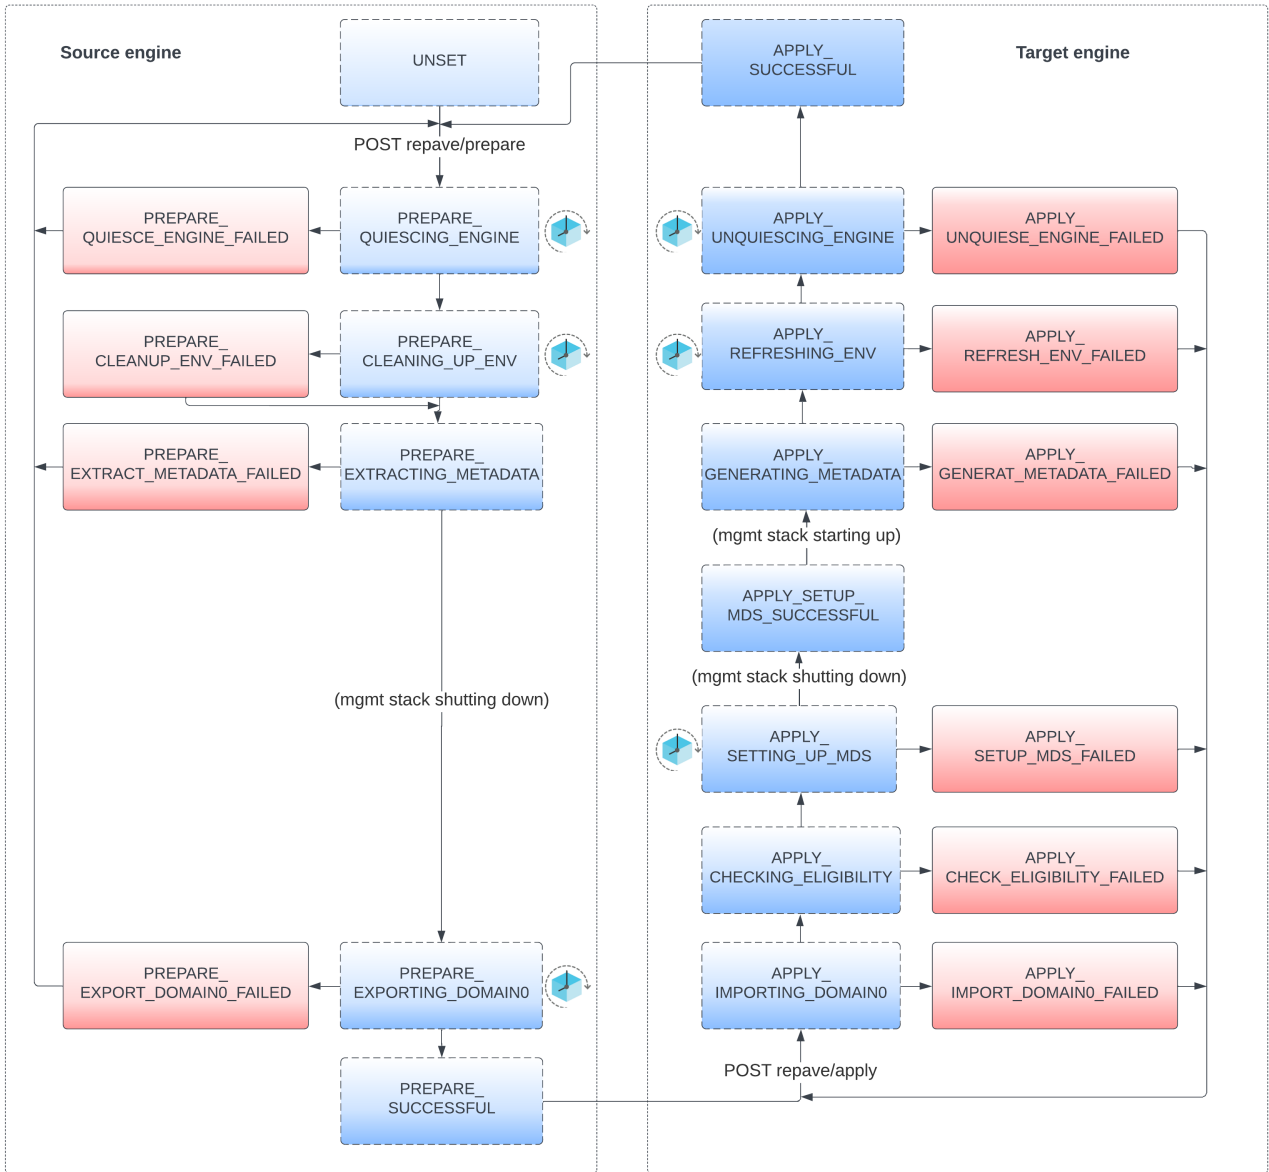 Source engine
UNSET
POST repave/prepare
PREPARE_
QUIESCE_ENGINE_FAILED
PREPARE_
QUIESCING_ENGINE
PREPARE_
CLEANUP_ENV_FAILED
PREPARE_
CLEANING_UP_ENV
PREPARE_
EXTRACT_METADATA_FAILED
PREPARE_
EXTRACTING_METADATA
(mgmt stack shutting down)
PREPARE_
EXPORT_DOMAIN0_FAILED
PREPARE_
EXPORTING_DOMAIN0
PREPARE_
SUCCESSFUL
Target engine
APPLY_
SUCCESSFUL
APPLY_
UNQUIESCING_ENGINE
APPLY_
UNQUIESE_ENGINE_FAILED
APPLY_
REFRESHING_ENV
APPLY_
REFRESH_ENV_FAILED
APPLY_
GENERATING_METADATA
APPLY_
GENERAT_METADATA_FAILED
(mgmt stack starting up)
APPLY_SETUP_
MDS_SUCCESSFUL
(mgmt stack shutting down)
APPLY_
SETTING_UP_MDS
APPLY_
SETUP_MDS_FAILED
APPLY_
CHECKING_ELIGIBILITY
APPLY_
CHECK_ELIGIBILITY_FAILED
APPLY_
IMPORTING_DOMAIN0
APPLY_
IMPORT_DOMAIN0_FAILED
POST repave/apply